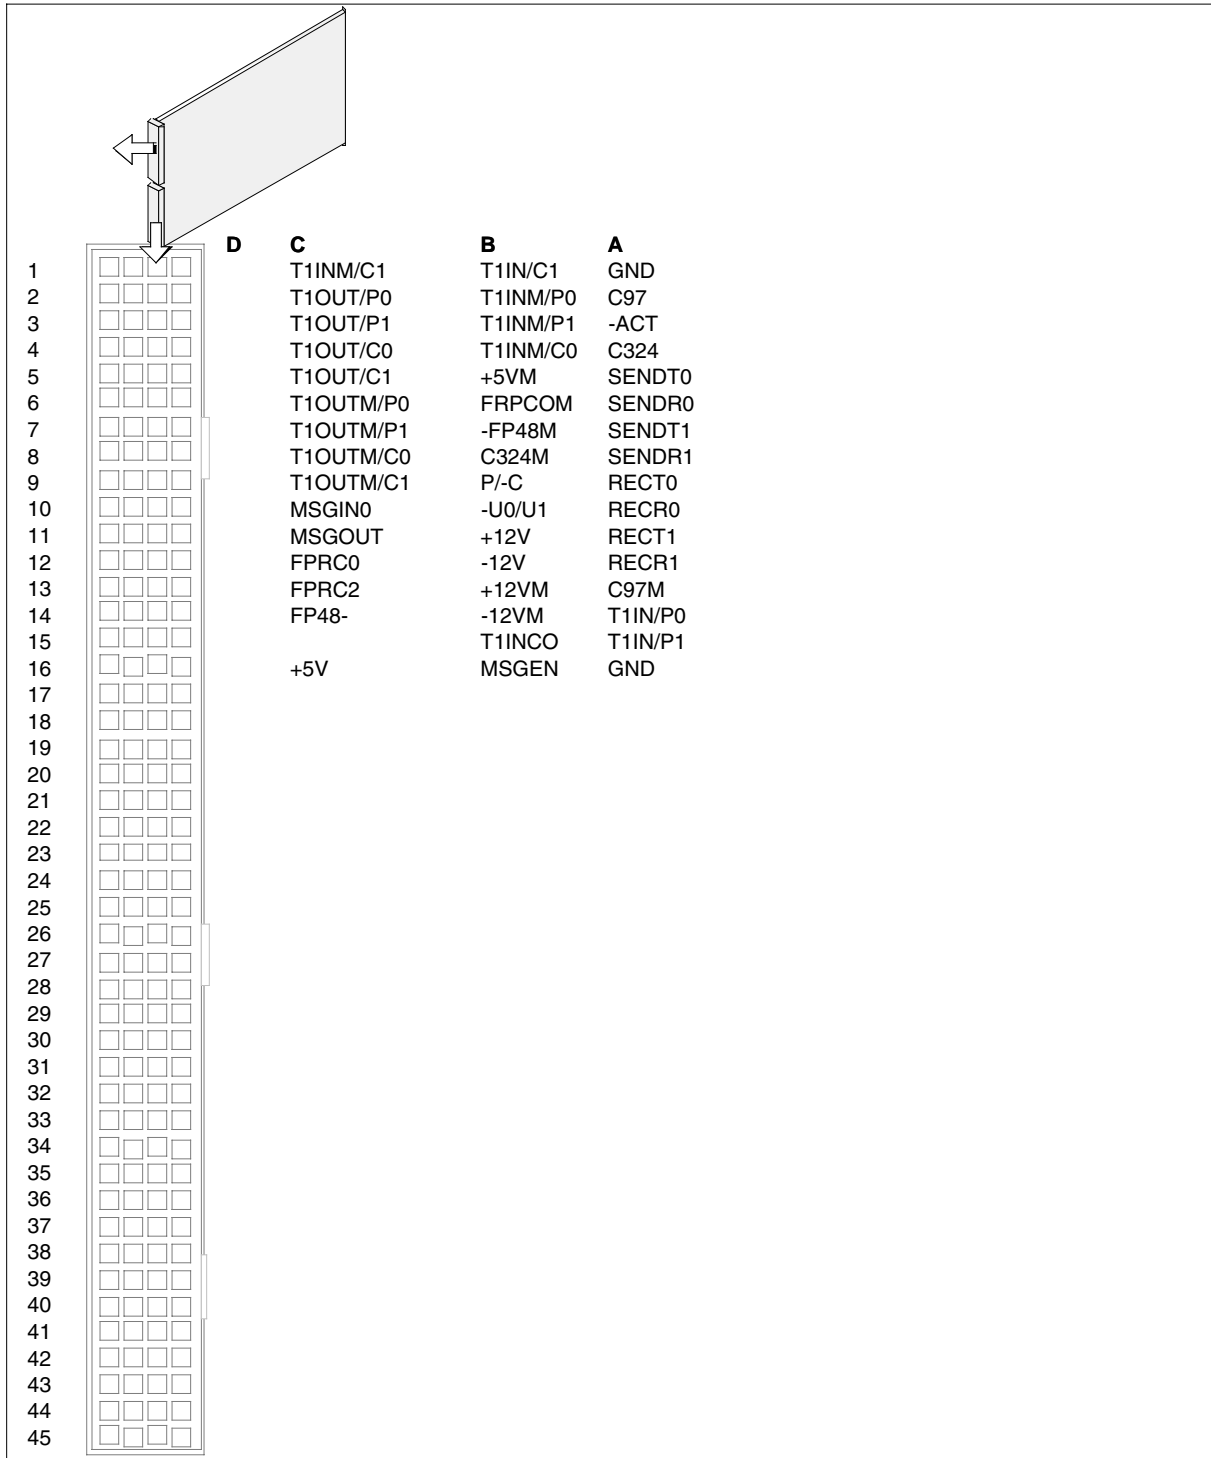 D C B A
1 T1INM/C1 T1IN/C1 GND
2 T1OUT/P0 T1INM/P0 C97
3 T1OUT/P1 T1INM/P1 -ACT
4 T1OUT/C0 T1INM/C0 C324
5 T1OUT/C1 +5VM SENDT0
6 T1OUTM/P0 FRPCOM SENDR0
7 T1OUTM/P1 -FP48M SENDT1
8 T1OUTM/C0 C324M SENDR1
9 T1OUTM/C1 P/-C RECT0
10 MSGIN0 -U0/U1 RECR0
11 MSGOUT +12V RECT1
12 FPRC0 -12V RECR1
13 FPRC2 +12VM C97M
14 FP48- -12VM T1IN/P0
15 T1INCO T1IN/P1
16 +5V MSGEN GND
17
18
19
20
21
22
23
24
25
26
27
28
29
30
31
32
33
34
35
36
37
38
39
40
41
42
43
44
45